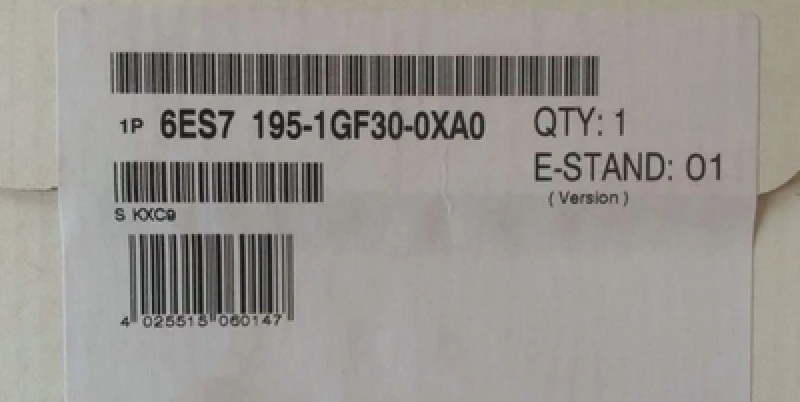 1P 6ES7 195-1GF30-0XA0
QTY: 1
E-STAND: 01
(Version)
S KXC9
4 025515 060147